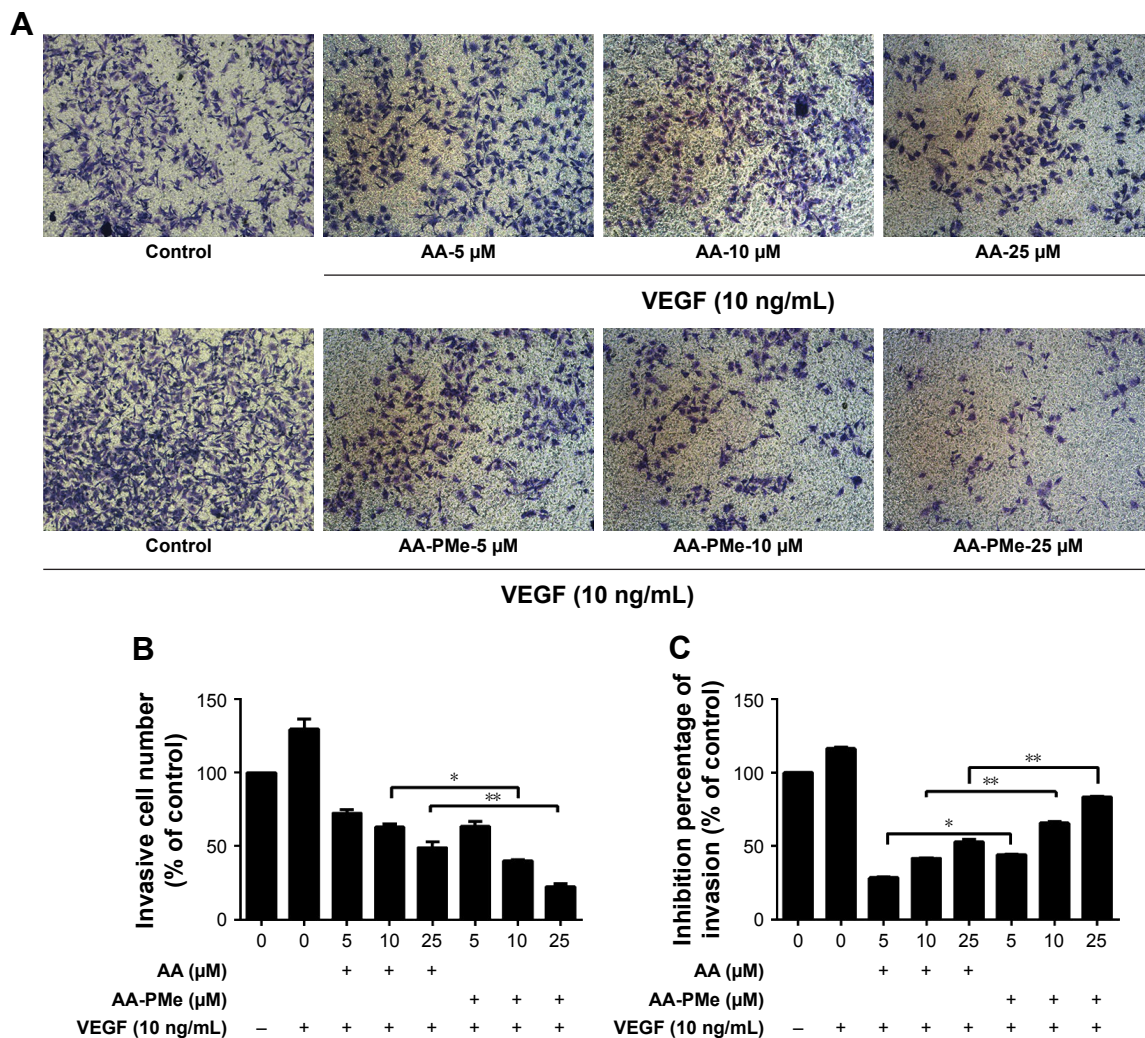 A
Control AA-5 µM AA-10 µM AA-25 µM
VEGF (10 ng/mL)
Control AA-PMe-5 µM AA-PMe-10 µM AA-PMe-25 µM
VEGF (10 ng/mL)
B
Invasive cell number
(% of control)
150
100
50
0
*
**
0 0 5 10 25 5 10 25
AA (µM) + + +
AA-PMe (µM) + + +
VEGF (10 ng/mL) – + + + + + + +
C
Inhibition percentage of
invasion (% of control)
150
100
50
0
**
**
*
0 0 5 10 25 5 10 25
AA (µM) + + +
AA-PMe (µM) + + +
VEGF (10 ng/mL) – + + + + + + +